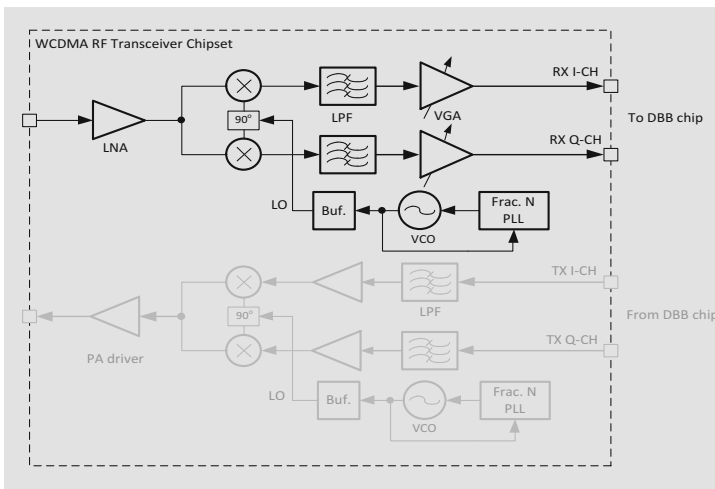 WCDMA RF Transceiver Chipset
RX I-CH
LPF
VGA
90°
To DBB chip
LNA
RX Q-CH
LO
Buf.
Frac. N
PLL
VCO
TX I-CH
LPF
90°
From DBB chip
TX Q-CH
PA driver
LO
Buf.
Frac. N
PLL
VCO